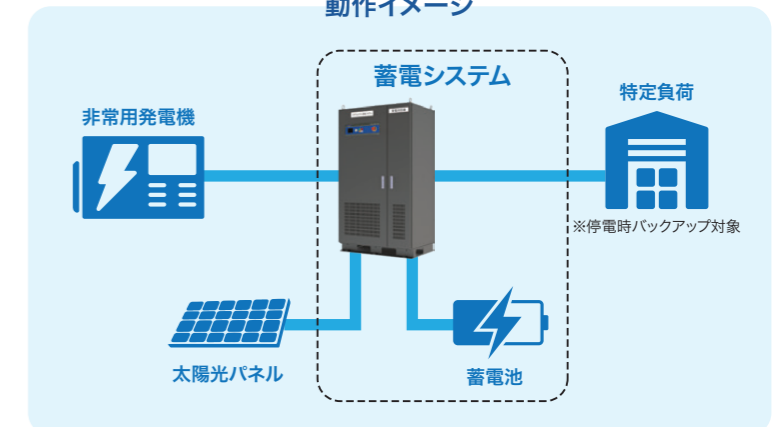 動作イメージ
蓄電システム
特定負荷
非常用発電機
※停電時バックアップ対象
太陽光パネル
蓄電池